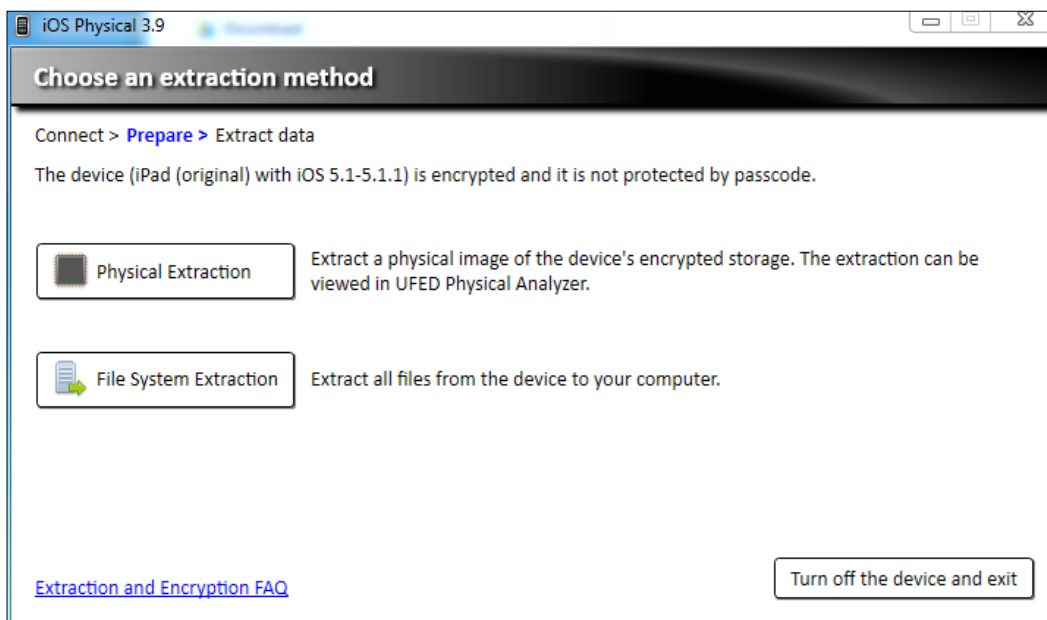 iOS Physical 3.9
Choose an extraction method
Connect > Prepare > Extract data
The device (iPad (original) with iOS 5.1-5.1.1) is encrypted and it is not protected by passcode.
Physical Extraction
Extract a physical image of the device's encrypted storage. The extraction can be
viewed in UFED Physical Analyzer.
File System Extraction
Extract all files from the device to your computer.
Extraction and Encryption FAQ
Turn off the device and exit